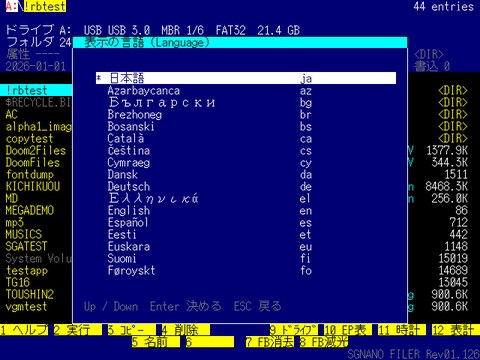 A:\!rbtest 44 entries
ドライブ A: USB USB 3.0 MBR 1/6 FAT32 21.4 GB
フォルダ 24
表示の言語 (Language)
属性 ---- <DIR>
2026-01-01 書込 0
* 日本語 ja
!rbtest Azərbaycanca az <DIR>
$RECYCLE.BI Български bg <DIR>
AC Brezhoneg br <DIR>
alpha1_imag Bosanski bs <DIR>
copytest Català ca <DIR>
Doom2Files Čeština cs V 1377.9K
DoomFiles Cymraeg cy V 344.3K
fontdump Dansk da 1511
KICHIKUOU Deutsch de n 8468.3K
MD Ελληνικά el n 256.0K
MEGADEMO English en 86
mp3 Español es 712
MUSICS Eesti et 442
SGATEST Euskara eu 1148
System Volu Suomi fi 15019
testapp Føroyskt fo 14689
TG16 13045
TOUSHIN2 g 900.6K
vgmtest Up / Down Enter 決める ESC 戻る g 900.6K
1 ヘルプ 2 実行 3 コピー 4 削除 9 ドライブ 10 EP表 11 時計 12 表計
5 名前 6 7 FB消去 8 FB減光
SGNANO FILER Rev01.126